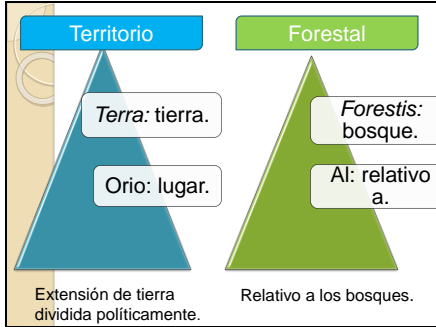 Territorio
Terra: tierra.
Orio: lugar.
Extensión de tierra
dividida políticamente.
Forestal
Forestis:
bosque.
Al: relativo
a.
Relativo a los bosques.